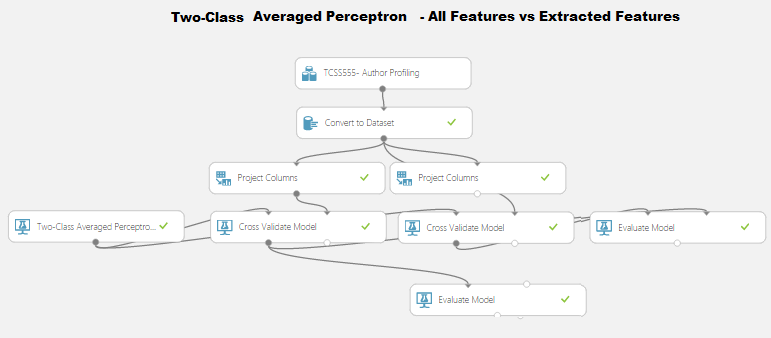 Two-Class Averaged Perceptron - All Features vs Extracted Features
TCSS555- Author Profiling
Convert to Dataset
Project Columns
Project Columns
Two-Class Averaged Perceptro...
Cross Validate Model
Cross Validate Model
Evaluate Model
Evaluate Model